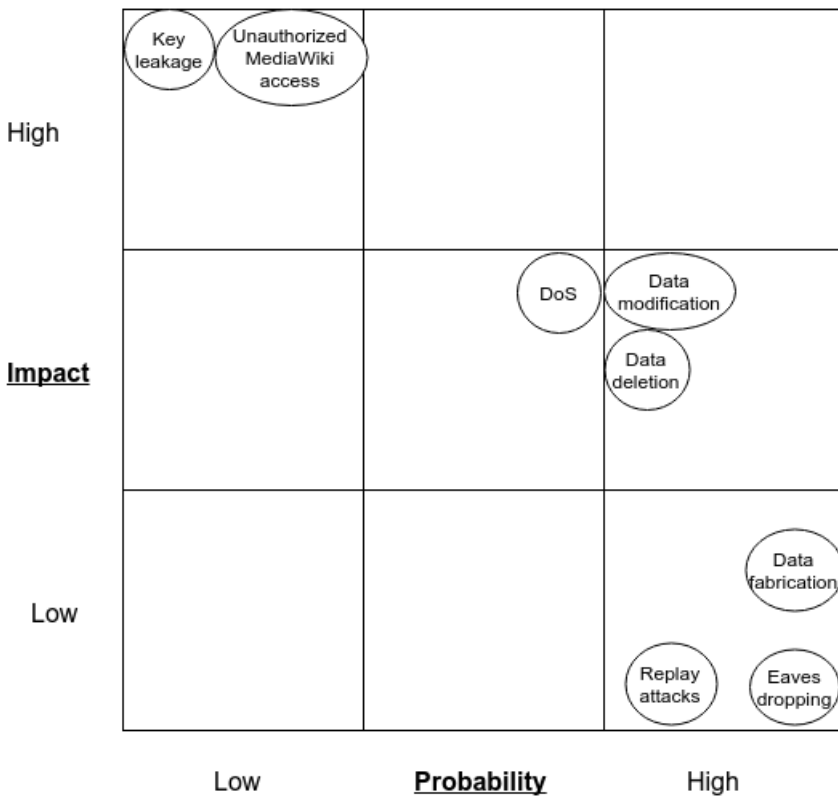 Key
leakage
Unauthorized
MediaWiki
access
High
DoS
Data
modification
Impact
Data
deletion
Data
fabrication
Low
Replay
attacks
Eaves
dropping
Low
Probability
High